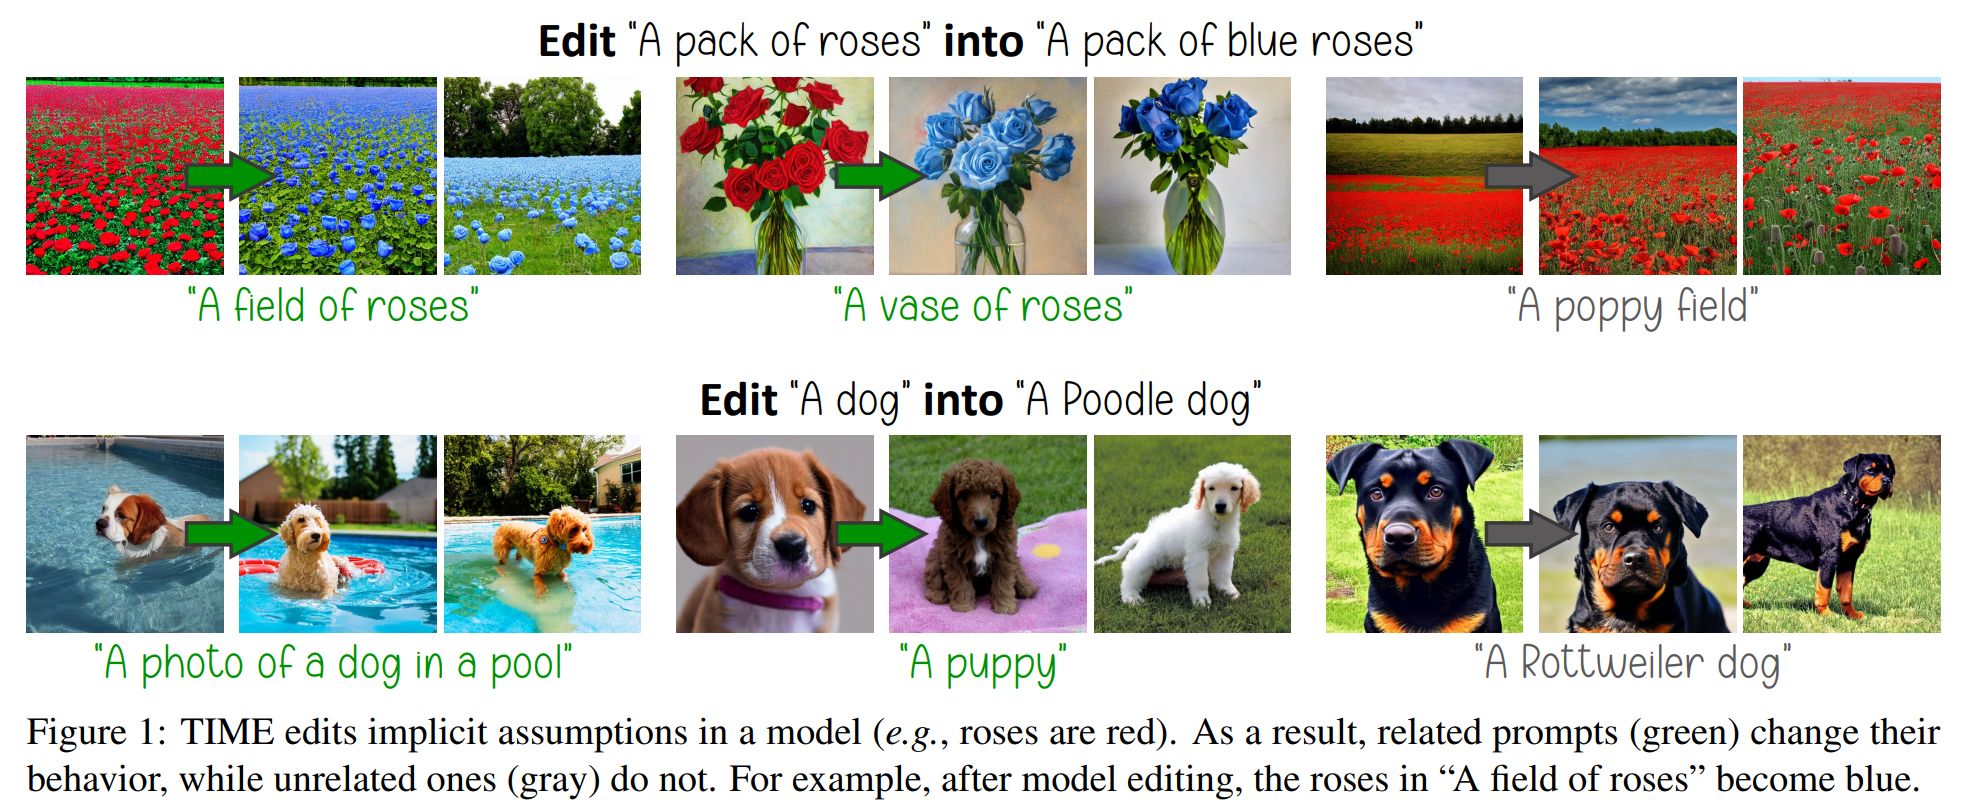 Edit “A pack of roses” into “A pack of blue roses”
“A field of roses”
“A vase of roses”
“A poppy field”
Edit “A dog” into “A Poodle dog”
“A photo of a dog in a pool”
“A puppy”
“A Rottweiler dog”
Figure 1: TIME edits implicit assumptions in a model (e.g., roses are red). As a result, related prompts (green) change their
behavior, while unrelated ones (gray) do not. For example, after model editing, the roses in “A field of roses” become blue.